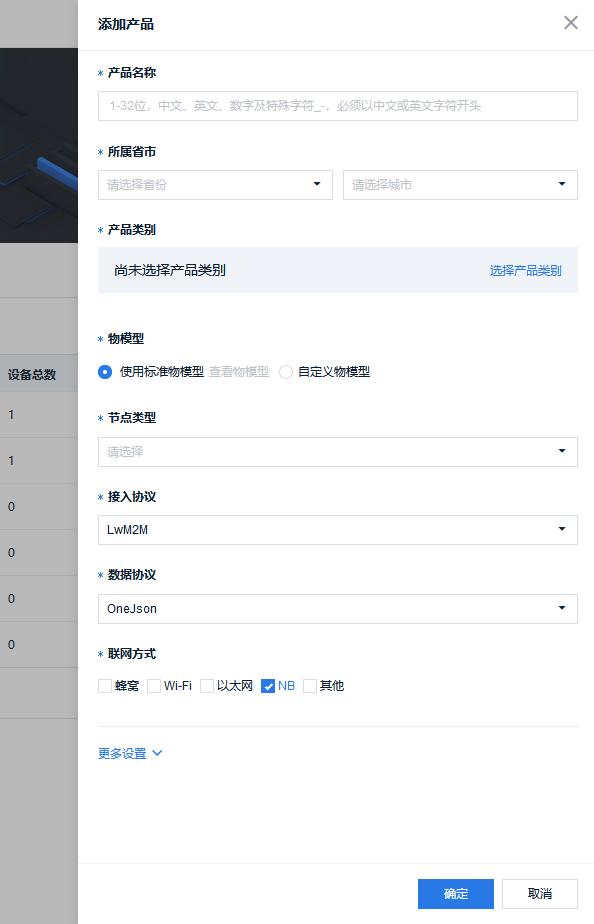 添加产品
* 产品名称
1-32位，中文、英文、数字及特殊字符_-，必须以中文或英文字符开头
* 所属省市
请选择省份 请选择城市
* 产品类别
尚未选择产品类别 选择产品类别
* 物模型
使用标准物模型 查看物模型 自定义物模型
* 节点类型
请选择
* 接入协议
LwM2M
* 数据协议
OneJson
* 联网方式
蜂窝 Wi-Fi 以太网 NB 其他
更多设置
确定 取消
设备总数
1
1
0
0
0
0